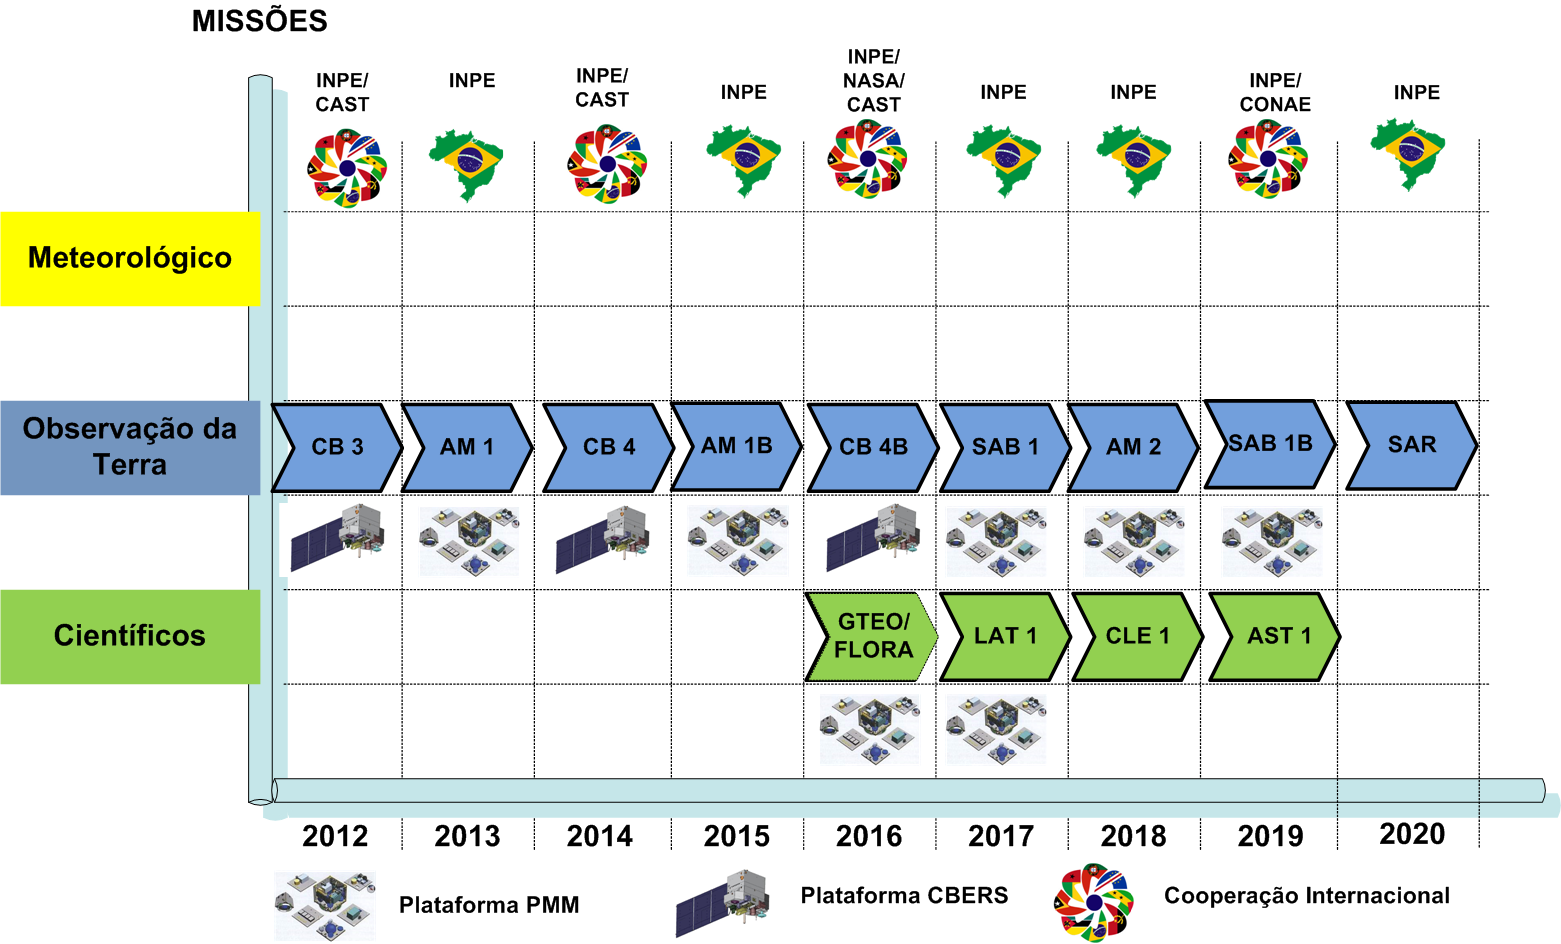 MISSÕES
INPE/
CAST
INPE
INPE/
CAST
INPE
INPE/
NASA/
CAST
INPE
INPE
INPE/
CONAE
INPE
Meteorológico
Observação da
Terra
CB 3
AM 1
CB 4
AM 1B
CB 4B
SAB 1
AM 2
SAB 1B
SAR
Científicos
GTEO/
FLORA
LAT 1
CLE 1
AST 1
2012
2013
2014
2015
2016
2017
2018
2019
2020
Plataforma PMM
Plataforma CBERS
Cooperação Internacional